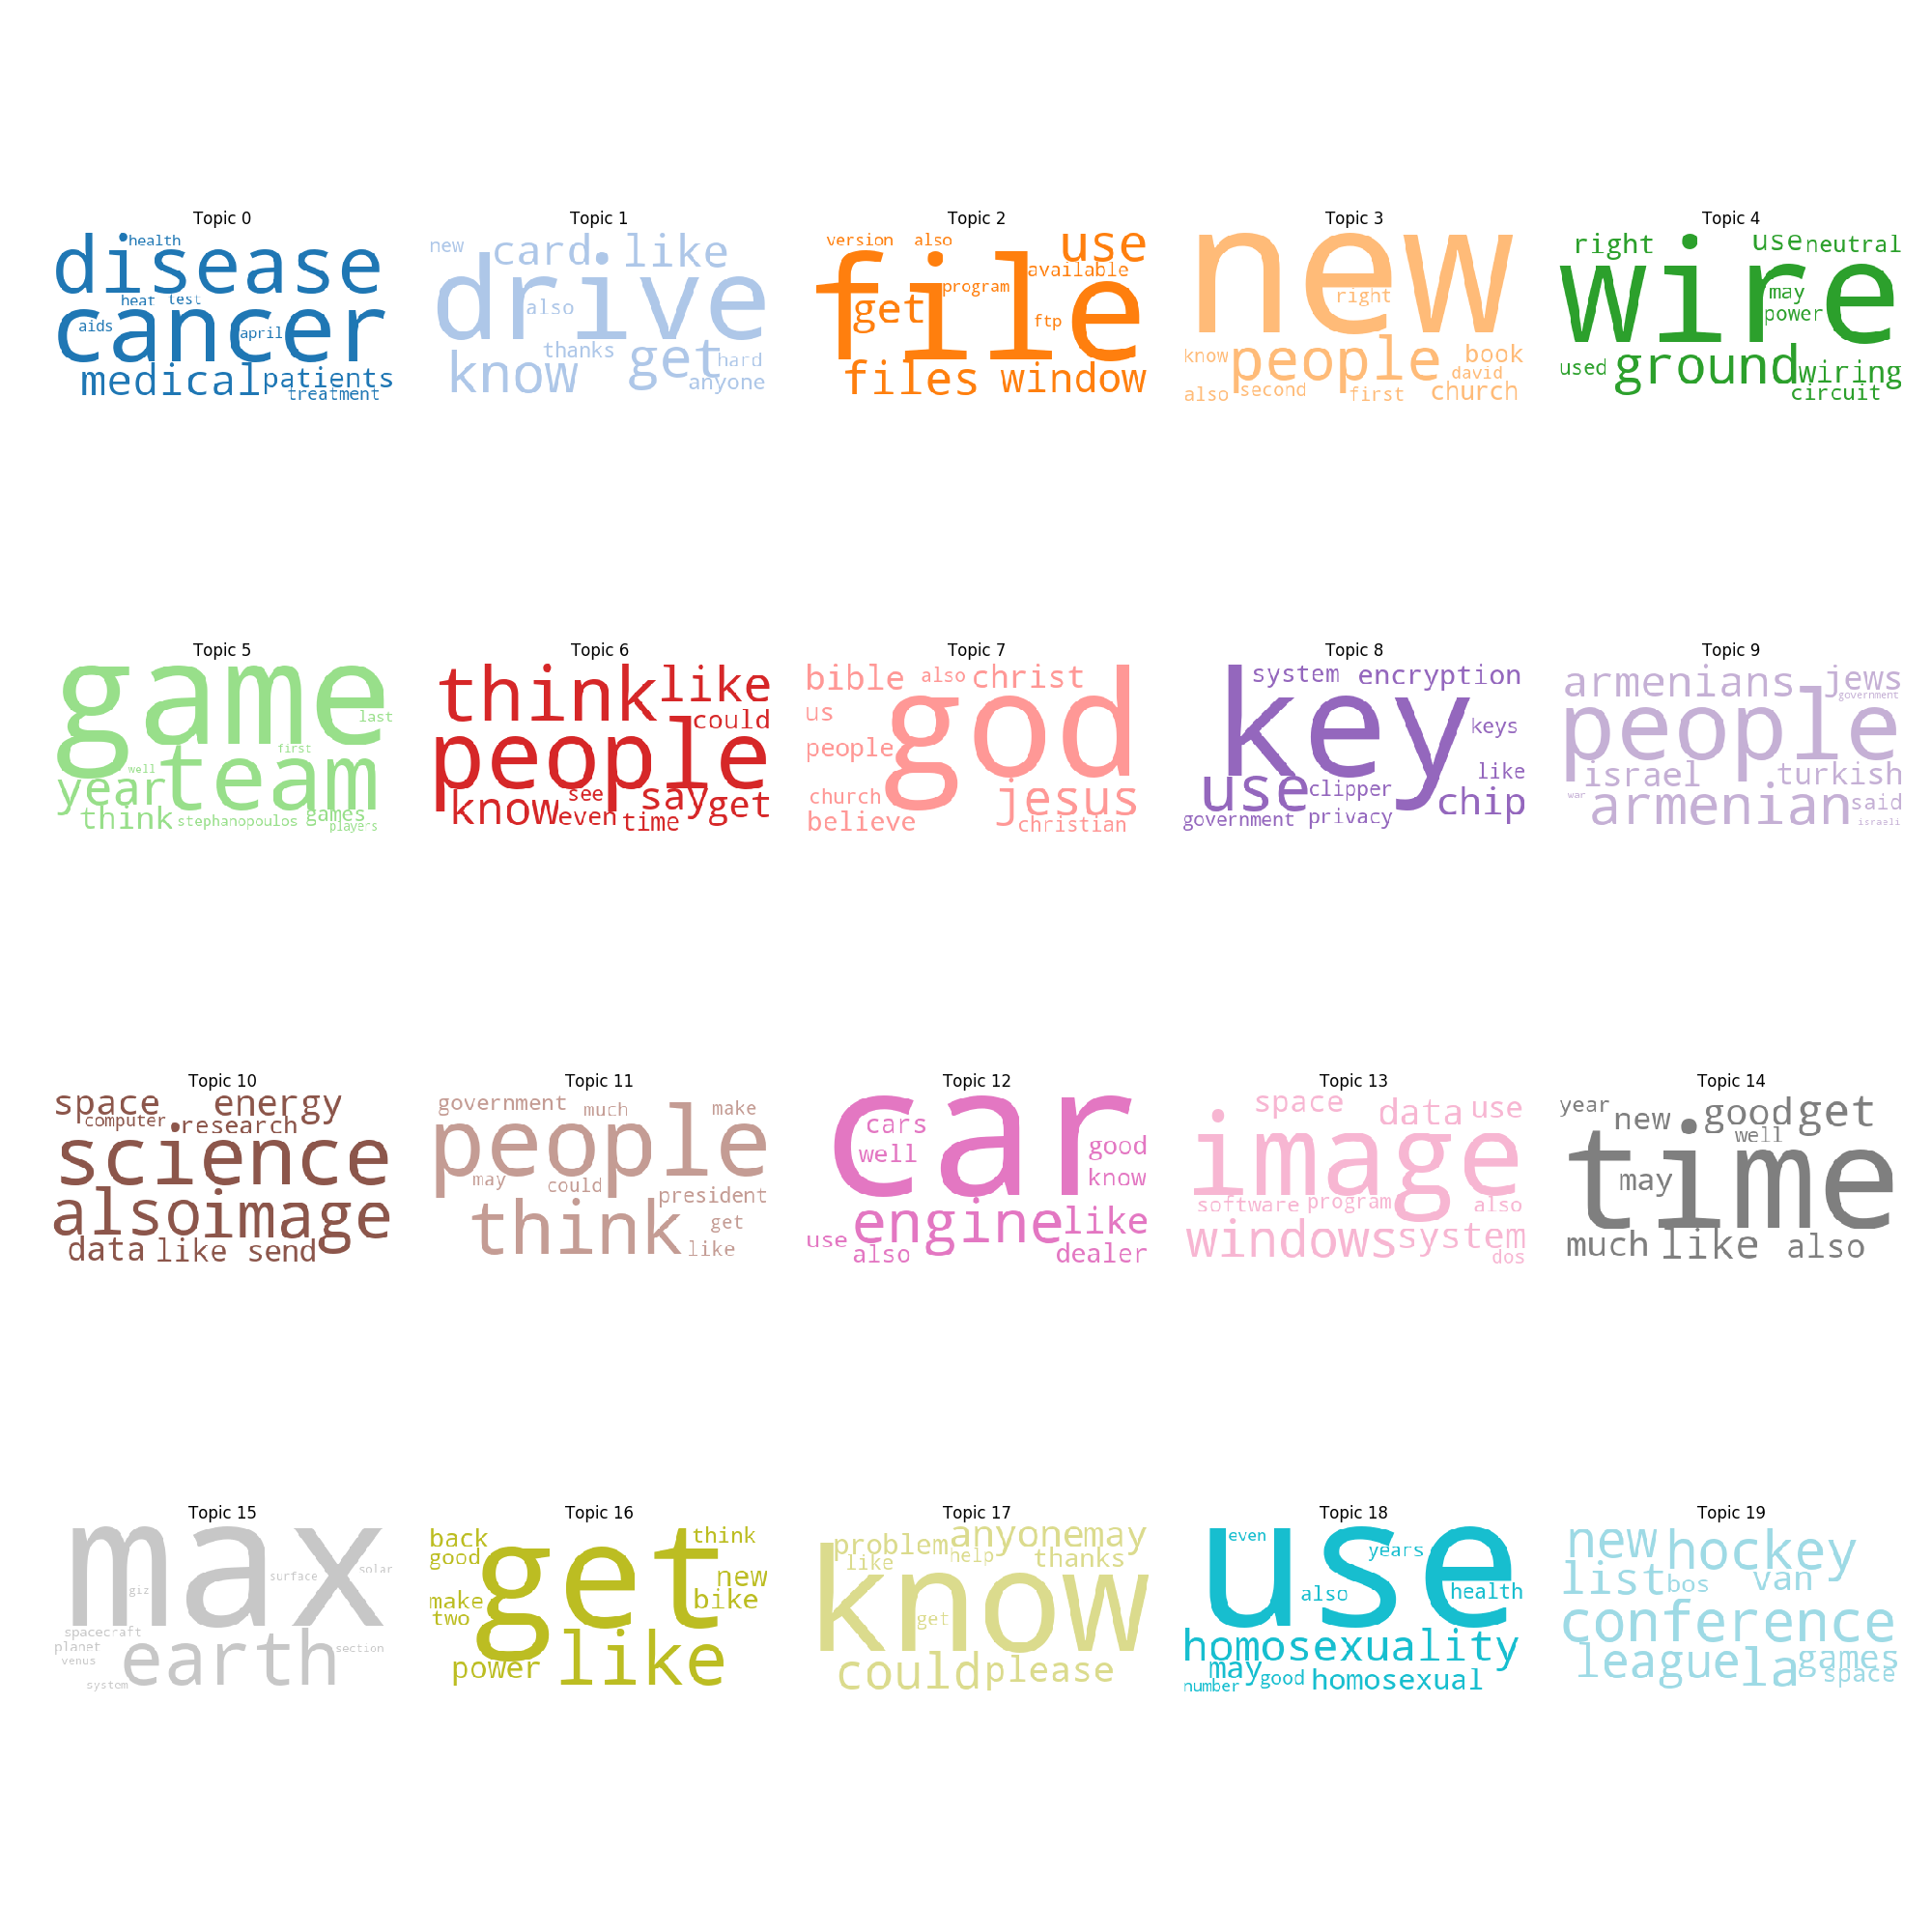 Topic 0
health
disease
heat test
aids
april
cancer
medical patients
treatment
Topic 1
new card like
drive
also
thanks
know get hard
anyone
Topic 2
version also use
available
file
program
get
ftp
files window
Topic 3
new
right
know people book
david
also second first church
Topic 4
right use neutral
wire
may
power
used ground wiring
circuit
Topic 5
game
last
first
well
year team
think stephanopoulos games
players
Topic 6
think like
could
people
know see say get
even time
Topic 7
bible also christ
us god
people
church jesus
believe christian
Topic 8
system encryption
key
keys
like
use clipper chip
government privacy
Topic 9
armenians jews
government
people
israel turkish
war armenian said
israeli
Topic 10
space energy
computer research
science
also image
data like send
Topic 11
government much make
people
may could president
think get
like
Topic 12
car
cars
well good
know
engine like
use also dealer
Topic 13
space data use
image
software program also
windows system
dos
Topic 14
year new good get
well
time
may
much like also
Topic 15
max
surface solar
giz
spacecraft
planet earth section
venus
system
Topic 16
back think
good get
new
make bike
two
power like
Topic 17
problem anyone may
like help thanks
know
get
could please
Topic 18
even use years
also health
homosexuality
may good homosexual
number
Topic 19
new hockey
list bos van
conference
league la games
space